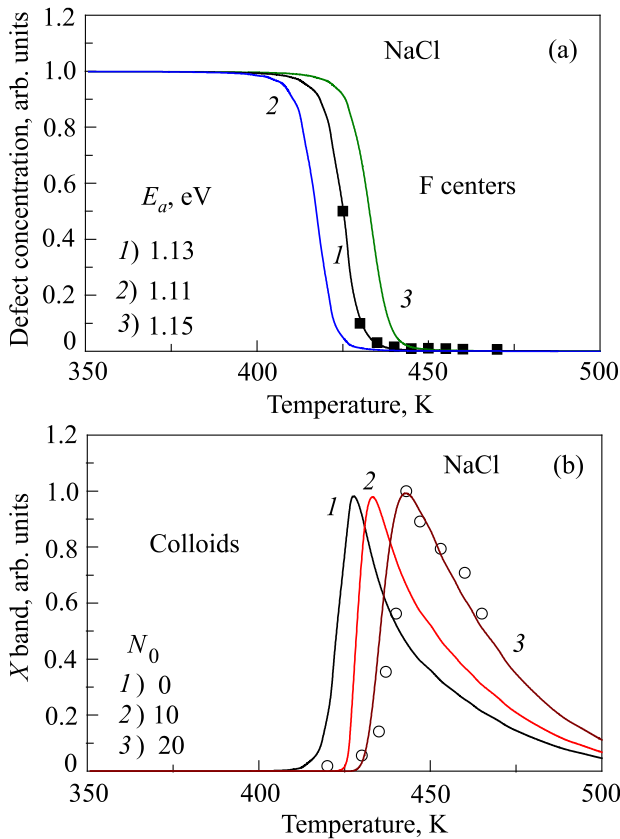 1.2
NaCl
(a)
1.0
2
0.8
F centers
0.6
E_a, eV
0.4
1) 1.13
1
2) 1.11
3
0.2
3) 1.15
0
350
400
450
500
Temperature, K
Defect concentration, arb. units
1.2
NaCl
(b)
2
1.0
1
Colloids
0.8
0.6
3
N_0
0.4
1) 0
2) 10
0.2
3) 20
0
350
400
450
500
Temperature, K
X band, arb. units